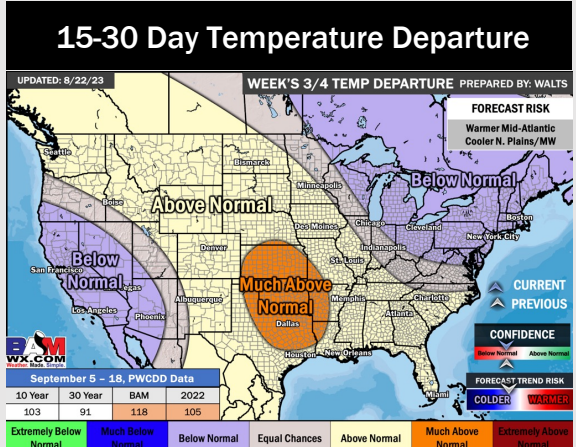 15-30 Day Temperature Departure
UPDATED: 8/22/23
WEEK'S 3/4 TEMP DEPARTURE PREPARED BY: WALTS
FORECAST RISK
Warmer Mid-Atlantic
Cooler N. Plains/MW
Seattle
Bismarck
Minneapolis
Below Normal
Boise
Above Normal
Boston
Des Moines
Chicago
Cleveland
New York City
Denver
Indianapolis
St. Louis
San Francisco
Below
Normal
egas
Much Above
Normal
CURRENT
PREVIOUS
Los Angeles
Phoenix
Albuquerque
Memphis
Charlotte
Dallas
Atlanta
Houston
New Orleans
Miami
CONFIDENCE
Below Normal
Above Normal
BAM
WX.COM
Weather. Made. Simple.
FORECAST TREND RISK
COLDER
WARMER
September 5 – 18, PWCDD Data
10 Year 30 Year BAM 2022
103 91 118 105
Extremely Below
Normal
Much Below
Normal
Below Normal
Equal Chances
Above Normal
Much Above
Normal
Extremely Above
Normal